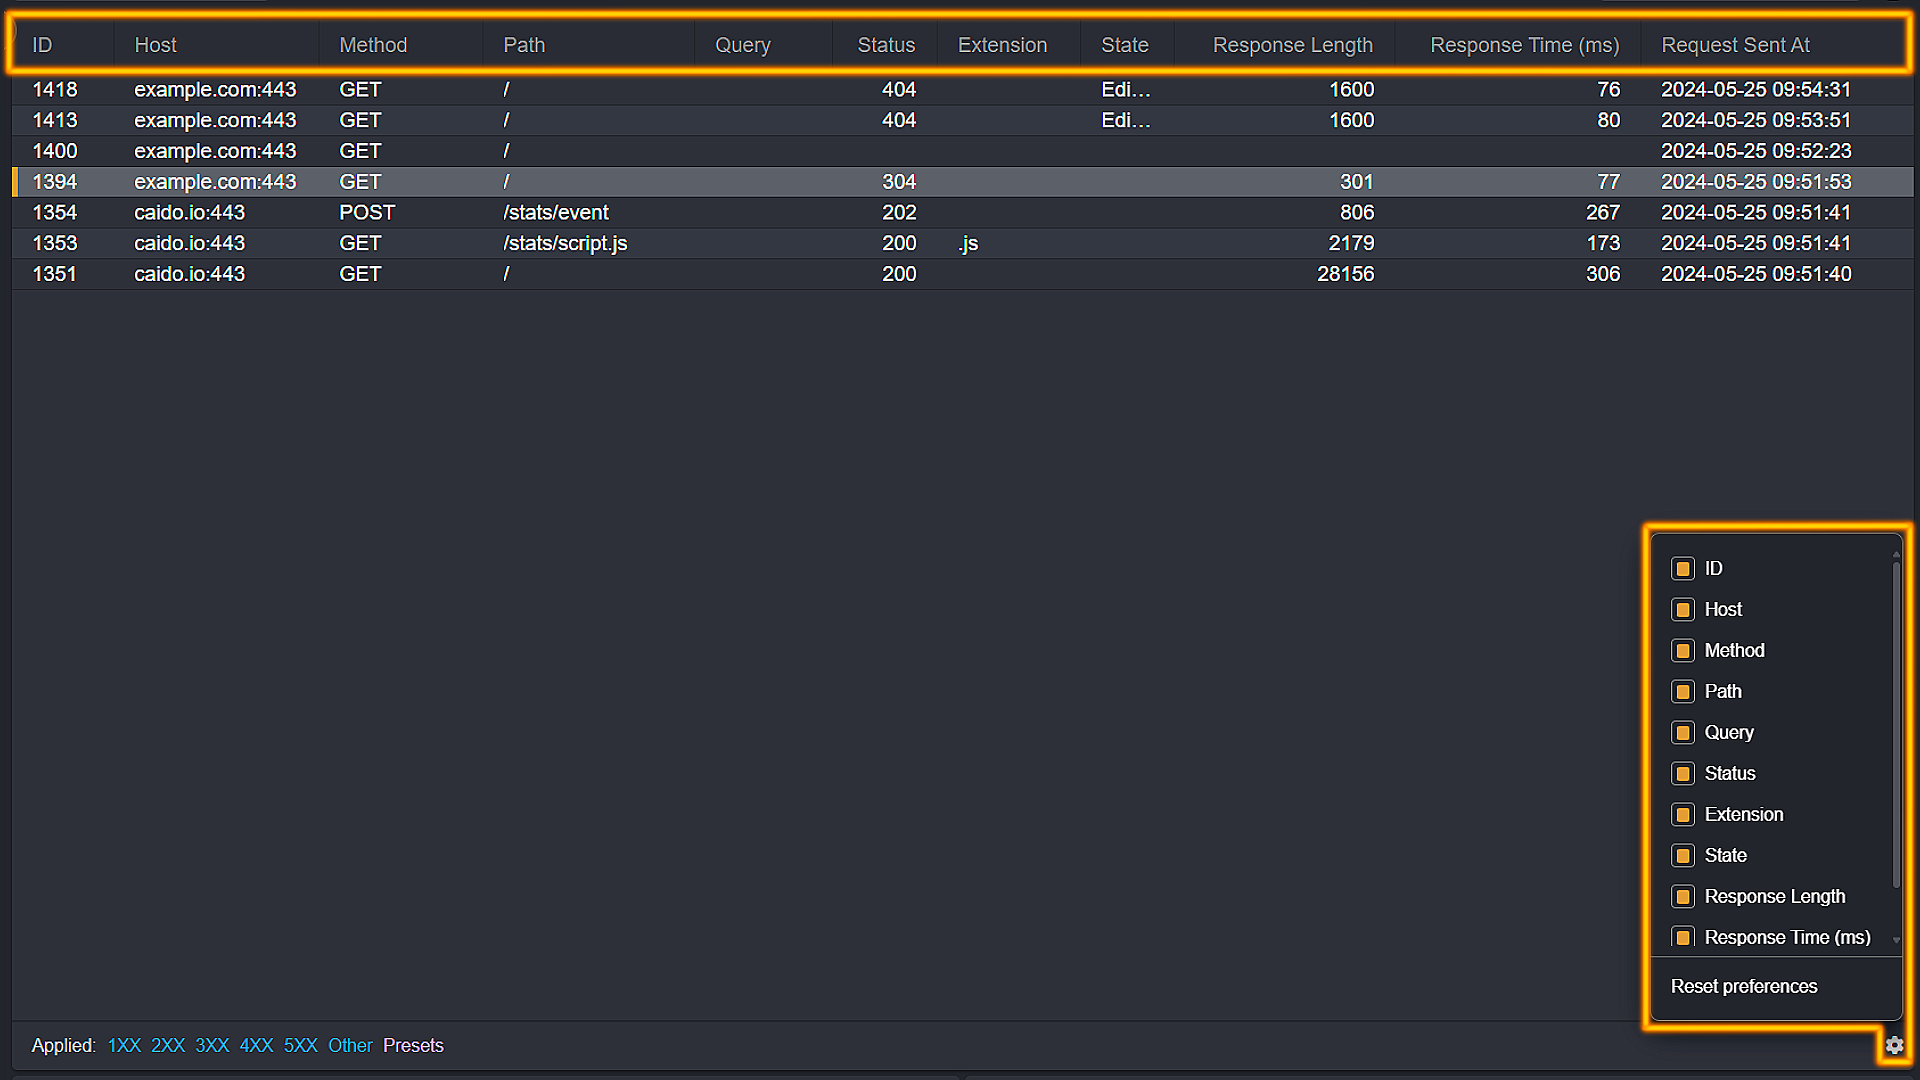 ID Host Method Path Query Status Extension State Response Length Response Time (ms) Request Sent At
1418 example.com:443 GET / 404 Edi... 1600 76 2024-05-25 09:54:31
1413 example.com:443 GET / 404 Edi... 1600 80 2024-05-25 09:53:51
1400 example.com:443 GET / 2024-05-25 09:52:23
1394 example.com:443 GET / 304 301 77 2024-05-25 09:51:53
1354 caido.io:443 POST /stats/event 202 806 267 2024-05-25 09:51:41
1353 caido.io:443 GET /stats/script.js 200 .js 2179 173 2024-05-25 09:51:41
1351 caido.io:443 GET / 200 28156 306 2024-05-25 09:51:40
ID
Host
Method
Path
Query
Status
Extension
State
Response Length
Response Time (ms)
Reset preferences
Applied: 1XX 2XX 3XX 4XX 5XX Other Presets